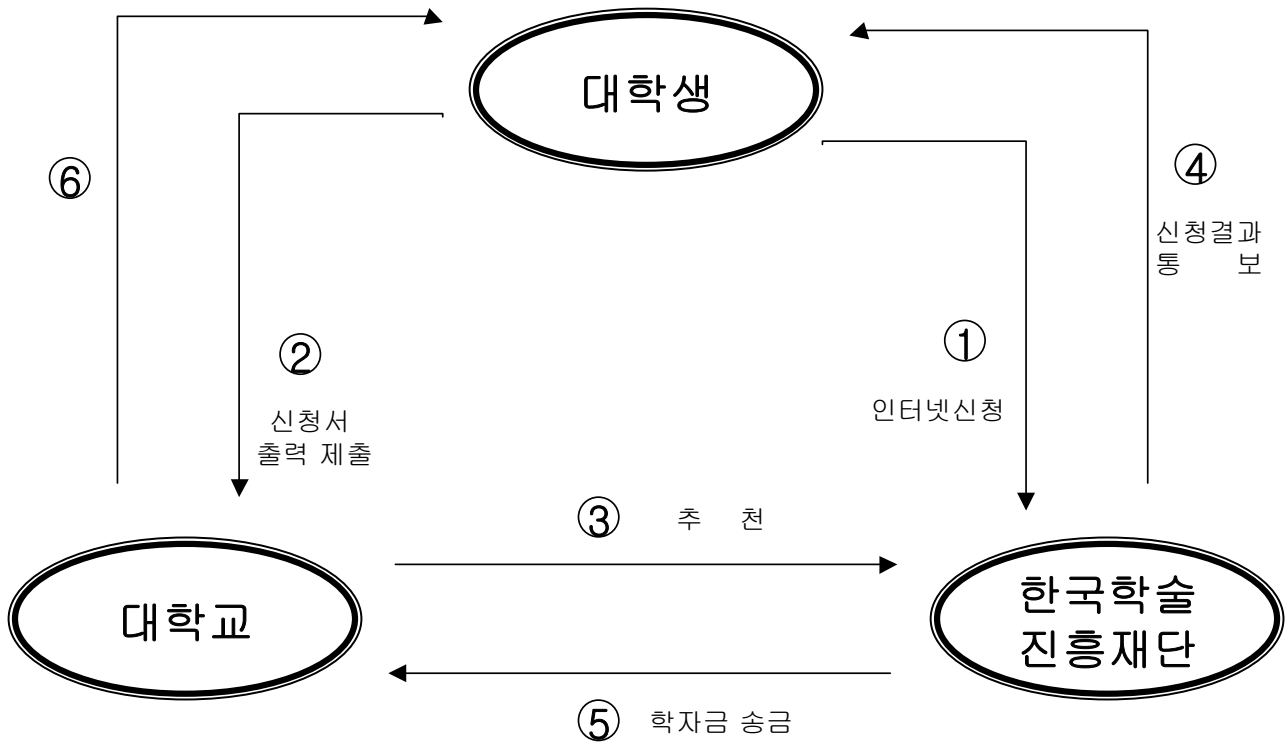 대학생
⑥
④
신청결과
통 보
②
신청서
출력 제출
①
인터넷신청
③ 추 천
대학교
한국학술
진흥재단
⑤ 학자금 송금